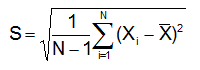 S = √( 1/(N − 1) ∑_{i=1}^{N} (X_i − X̅)² )